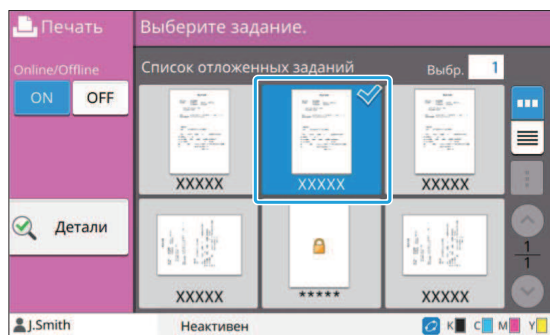 Печать
Выберите задание.
Online/Offline
Список отложенных заданий
Выбр. 1
ON OFF
XXXXX XXXXX XXXXX
Детали
1
1
XXXXX ***** XXXXX
J.Smith
Неактивен
K C M Y